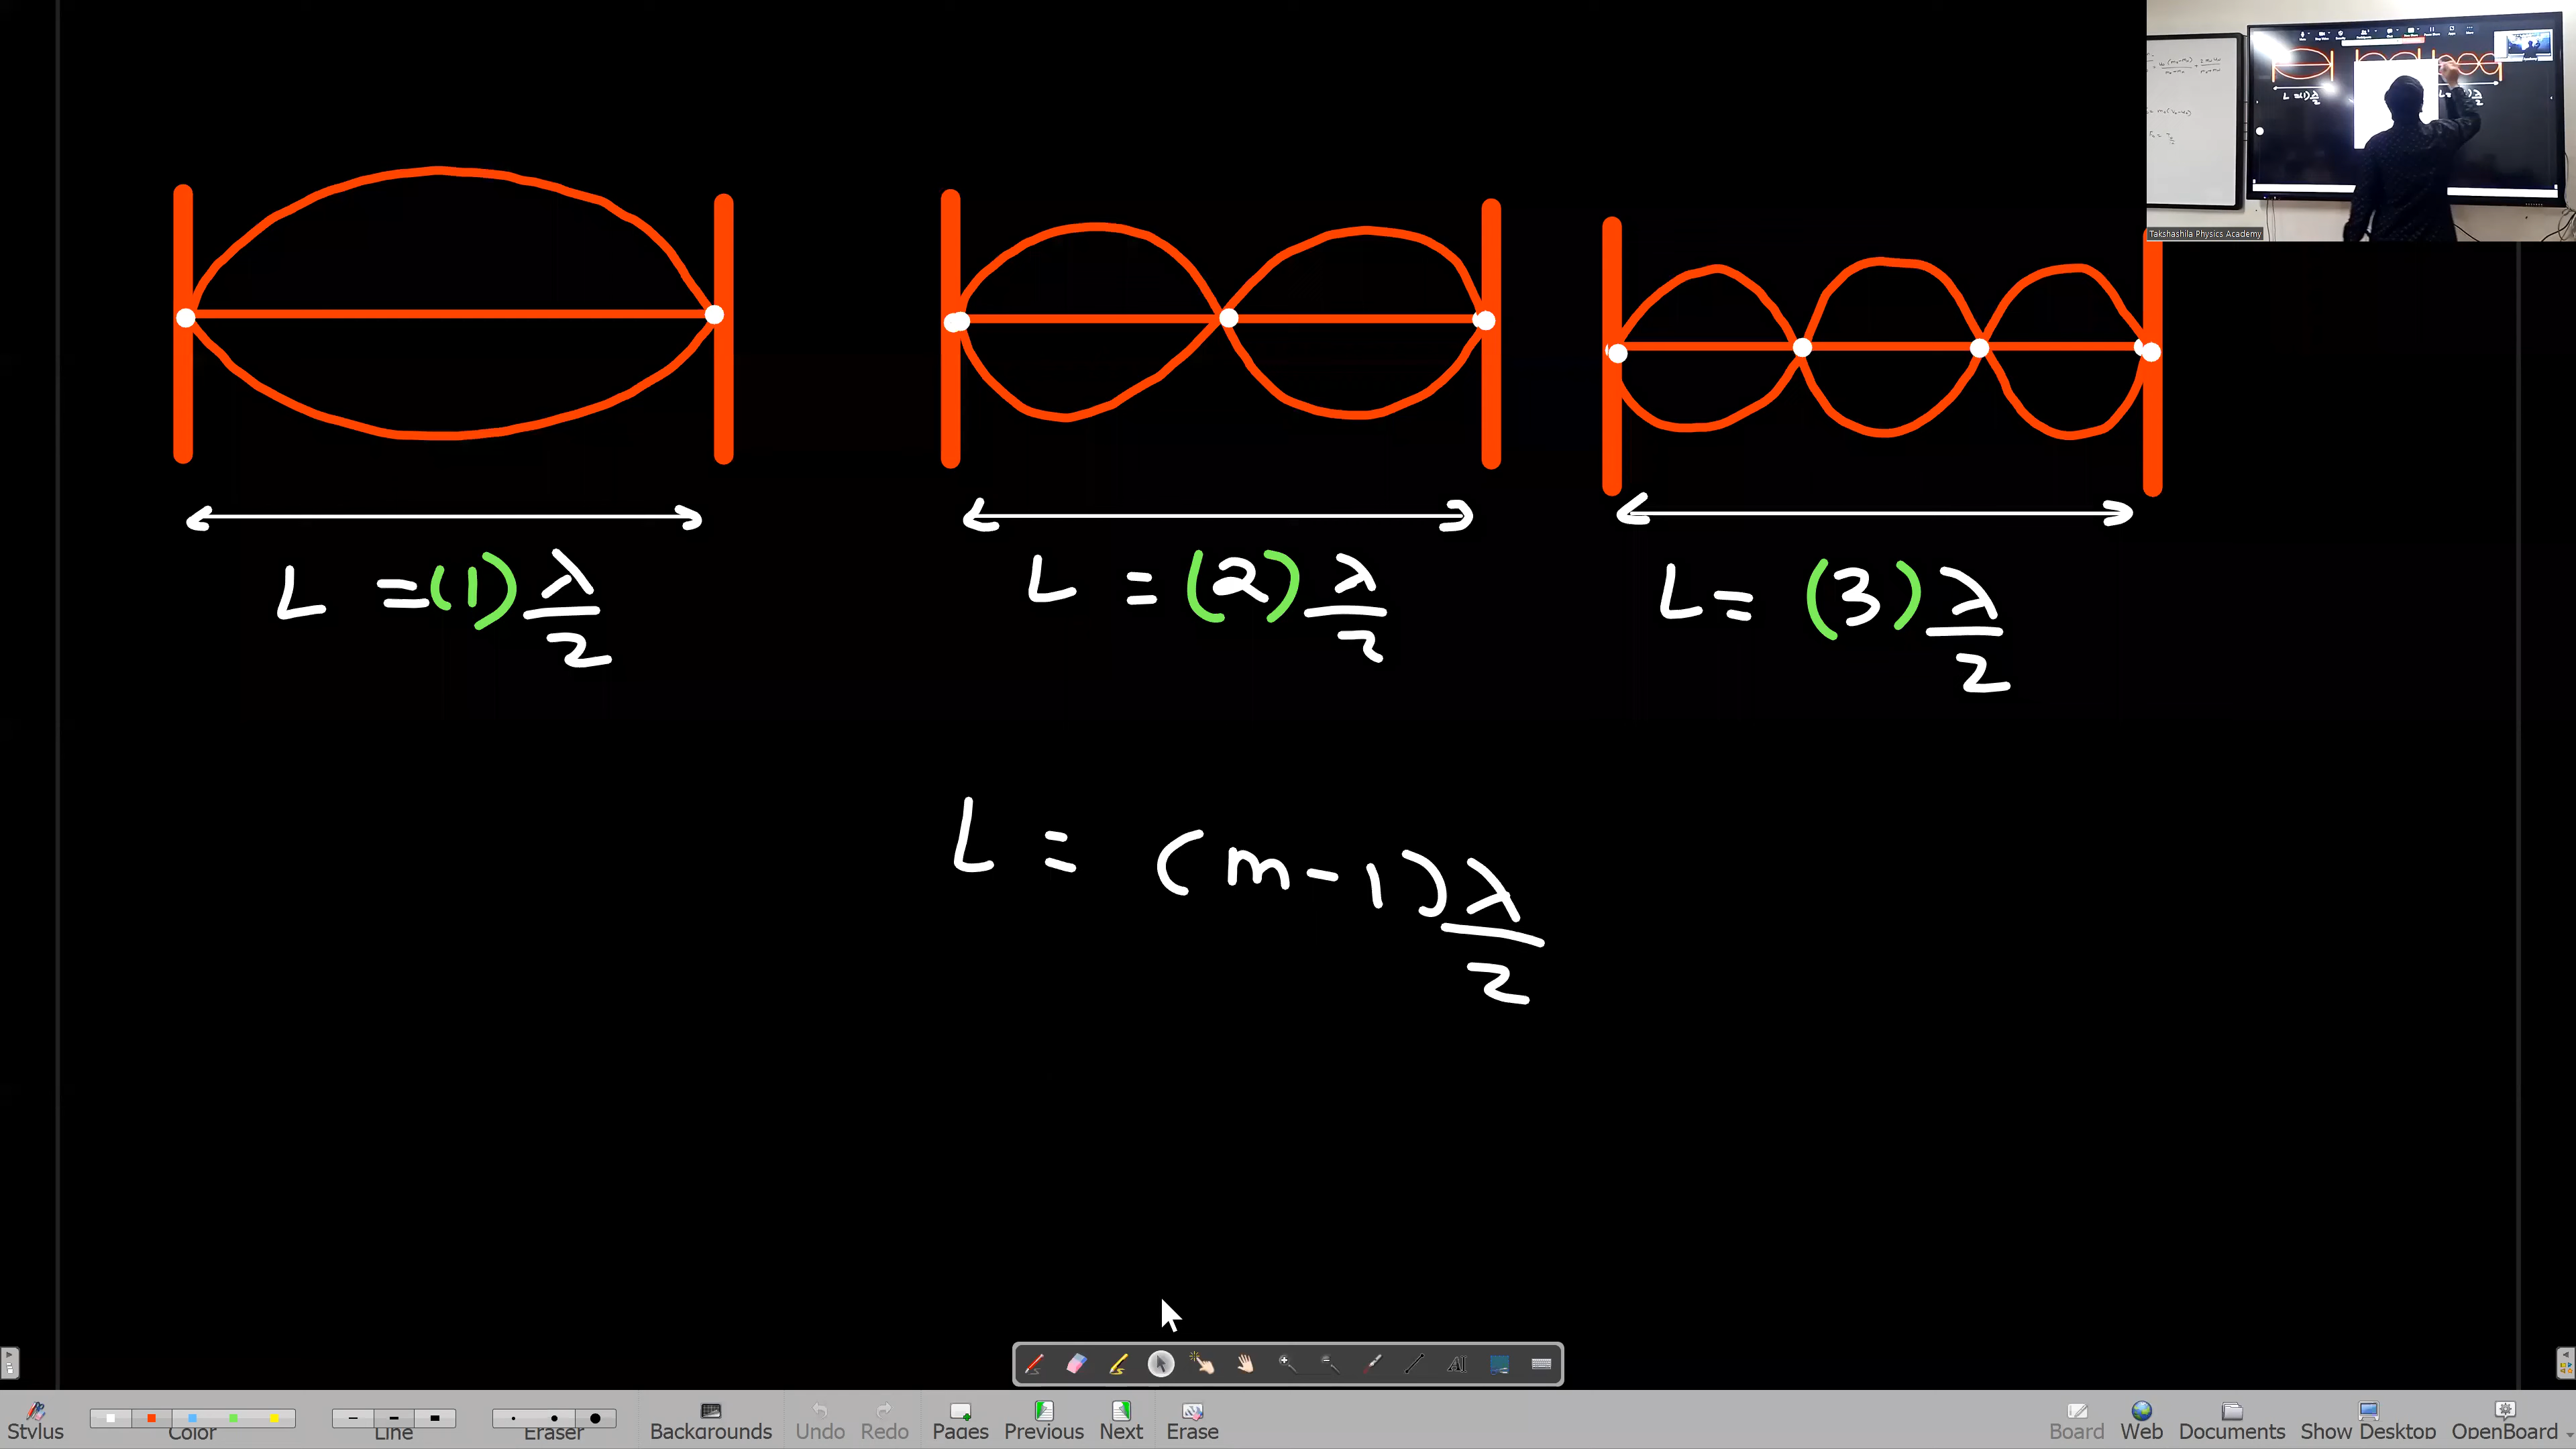 Takshashila Physics Academy
L = (1) λ/2
L = (2) λ/2
L = (3) λ/2
L = (m-1) λ/2
Stylus
Color
Line
Eraser
Backgrounds
Undo
Redo
Pages
Previous
Next
Erase
Board
Web
Documents
Show Desktop
OpenBoard